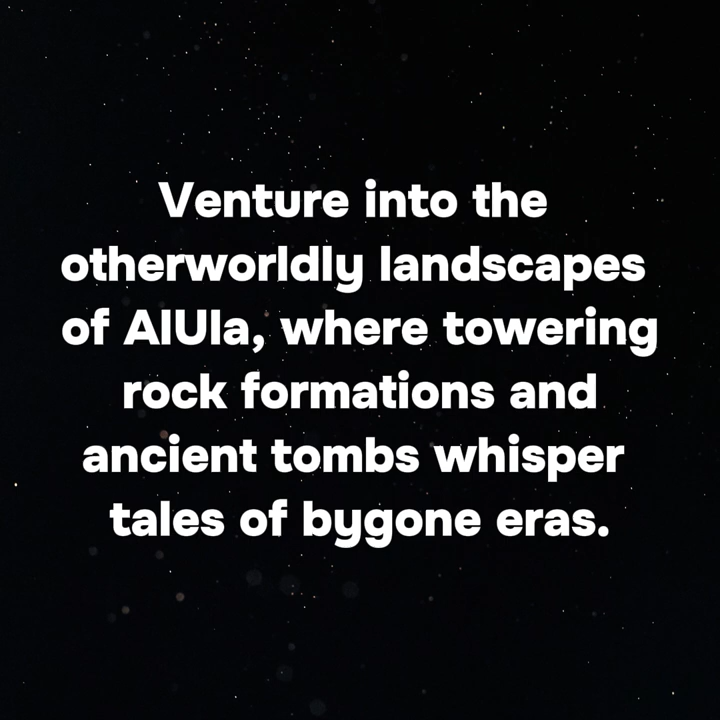 Venture into the
otherworldly landscapes
of AlUla, where towering
rock formations and
ancient tombs whisper
tales of bygone eras.